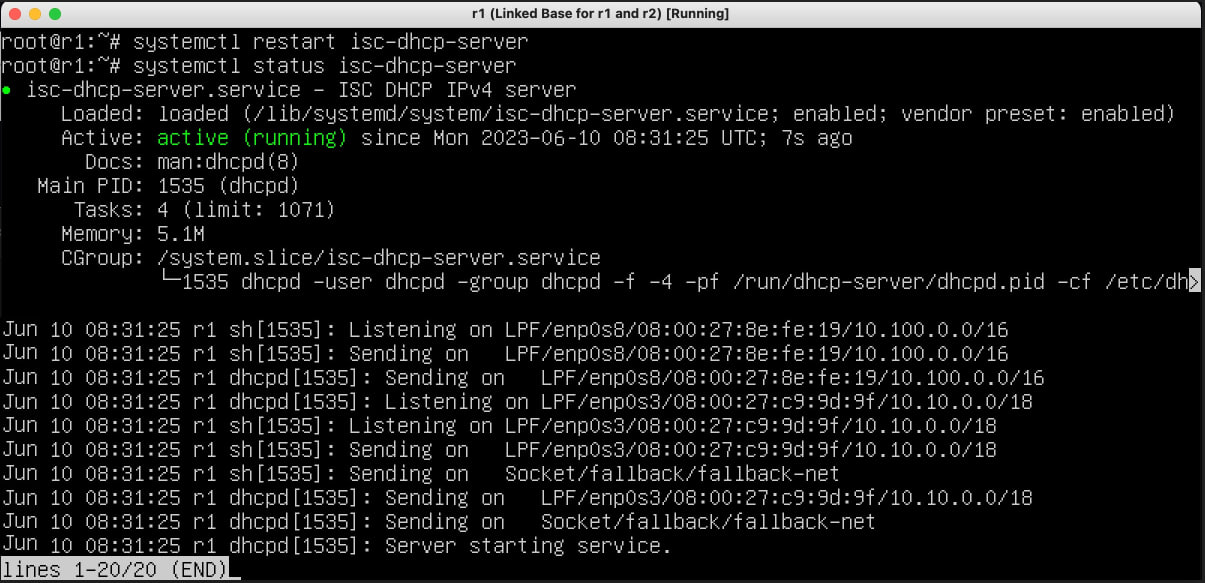 r1 (Linked Base for r1 and r2) [Running]
root@r1:~# systemctl restart isc-dhcp-server
root@r1:~# systemctl status isc-dhcp-server
● isc-dhcp-server.service - ISC DHCP IPv4 server
Loaded: loaded (/lib/systemd/system/isc-dhcp-server.service; enabled; vendor preset: enabled)
Active: active (running) since Mon 2023-06-10 08:31:25 UTC; 7s ago
Docs: man:dhcpd(8)
Main PID: 1535 (dhcpd)
Tasks: 4 (limit: 1071)
Memory: 5.1M
CGroup: /system.slice/isc-dhcp-server.service
└─1535 dhcpd -user dhcpd -group dhcpd -f -4 -pf /run/dhcp-server/dhcpd.pid -cf /etc/dh>
Jun 10 08:31:25 r1 sh[1535]: Listening on LPF/enp0s8/08:00:27:8e:fe:19/10.100.0.0/16
Jun 10 08:31:25 r1 sh[1535]: Sending on   LPF/enp0s8/08:00:27:8e:fe:19/10.100.0.0/16
Jun 10 08:31:25 r1 dhcpd[1535]: Sending on   LPF/enp0s8/08:00:27:8e:fe:19/10.100.0.0/16
Jun 10 08:31:25 r1 dhcpd[1535]: Listening on LPF/enp0s3/08:00:27:c9:9d:9f/10.10.0.0/18
Jun 10 08:31:25 r1 sh[1535]: Listening on LPF/enp0s3/08:00:27:c9:9d:9f/10.10.0.0/18
Jun 10 08:31:25 r1 sh[1535]: Sending on   LPF/enp0s3/08:00:27:c9:9d:9f/10.10.0.0/18
Jun 10 08:31:25 r1 sh[1535]: Sending on   Socket/fallback/fallback-net
Jun 10 08:31:25 r1 dhcpd[1535]: Sending on   LPF/enp0s3/08:00:27:c9:9d:9f/10.10.0.0/18
Jun 10 08:31:25 r1 dhcpd[1535]: Sending on   Socket/fallback/fallback-net
Jun 10 08:31:25 r1 dhcpd[1535]: Server starting service.
lines 1-20/20 (END)